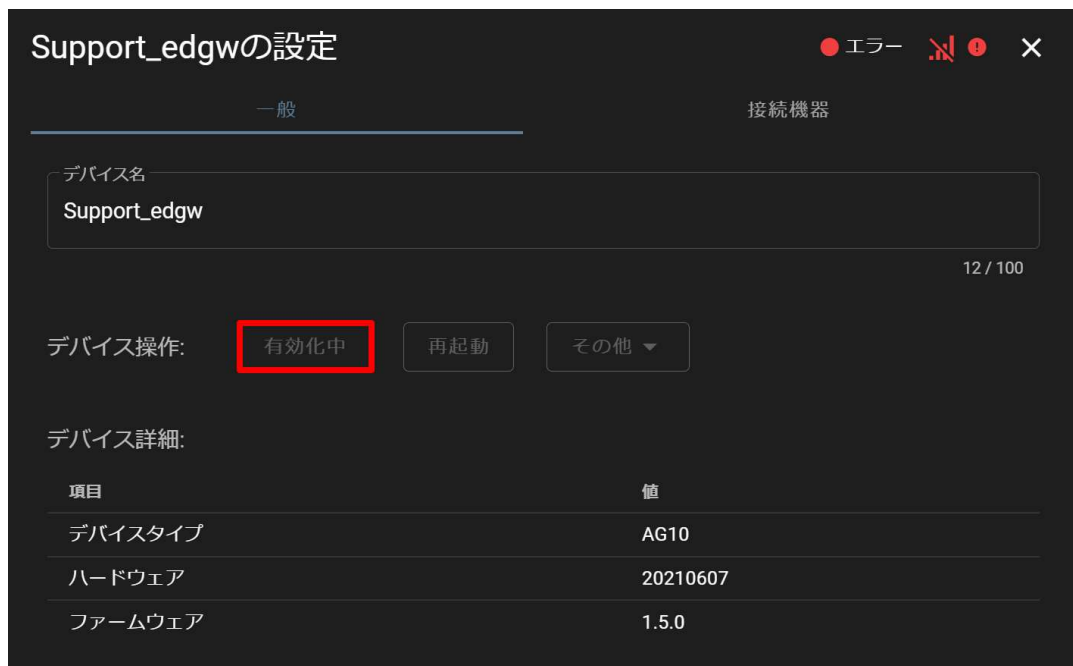 Support_edgwの設定
エラー
一般
接続機器
デバイス名
Support_edgw
12 / 100
デバイス操作:
有効化中
再起動
その他
デバイス詳細:
項目 値
デバイスタイプ AG10
ハードウェア 20210607
ファームウェア 1.5.0